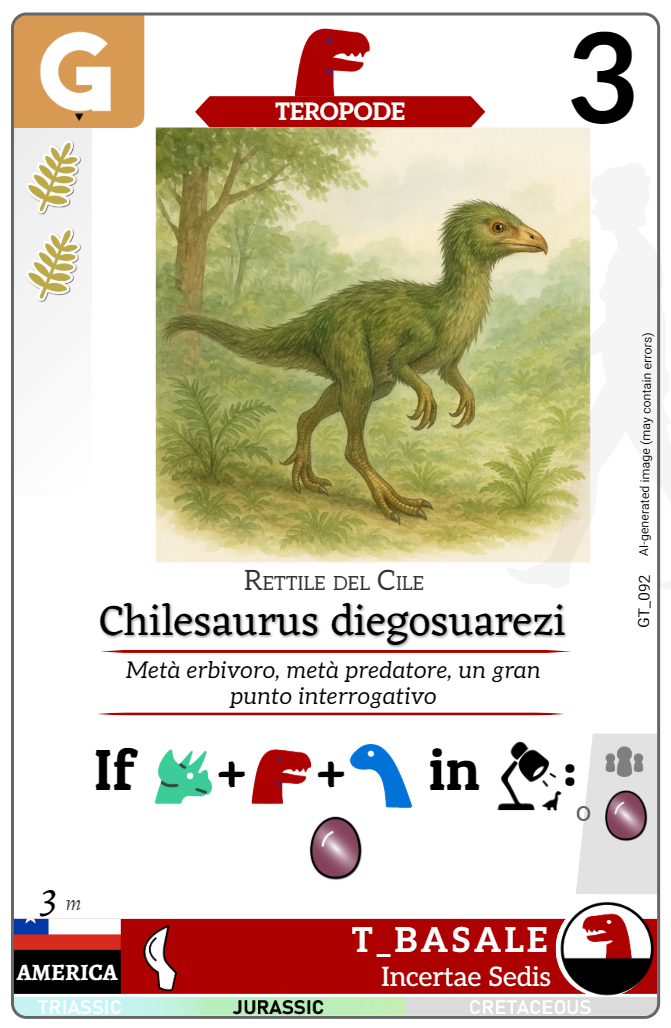 G
TEROPODE
3
AI-generated image (may contain errors)
GT_092
Rettile del Cile
Chilesaurus diegosuarezi
Metà erbivoro, metà predatore, un gran
punto interrogativo
If + + in :
o
3 m
AMERICA
T_BASALE
Incertae Sedis
TRIASSIC JURASSIC CRETACEOUS